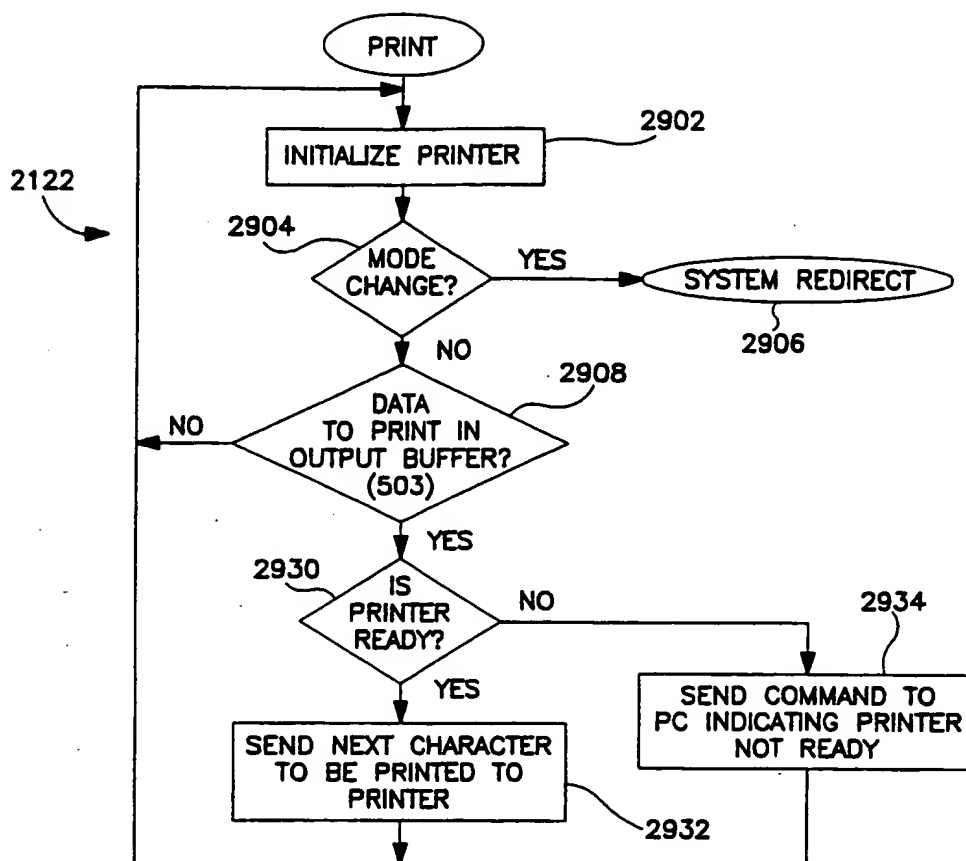 PRINT
2902
INITIALIZE PRINTER
2122
2904
MODE
CHANGE?
YES
SYSTEM REDIRECT
2906
NO
2908
DATA
TO PRINT IN
OUTPUT BUFFER?
(503)
NO
YES
2930
IS
PRINTER
READY?
NO
2934
YES
SEND COMMAND TO
PC INDICATING PRINTER
NOT READY
SEND NEXT CHARACTER
TO BE PRINTED TO
PRINTER
2932